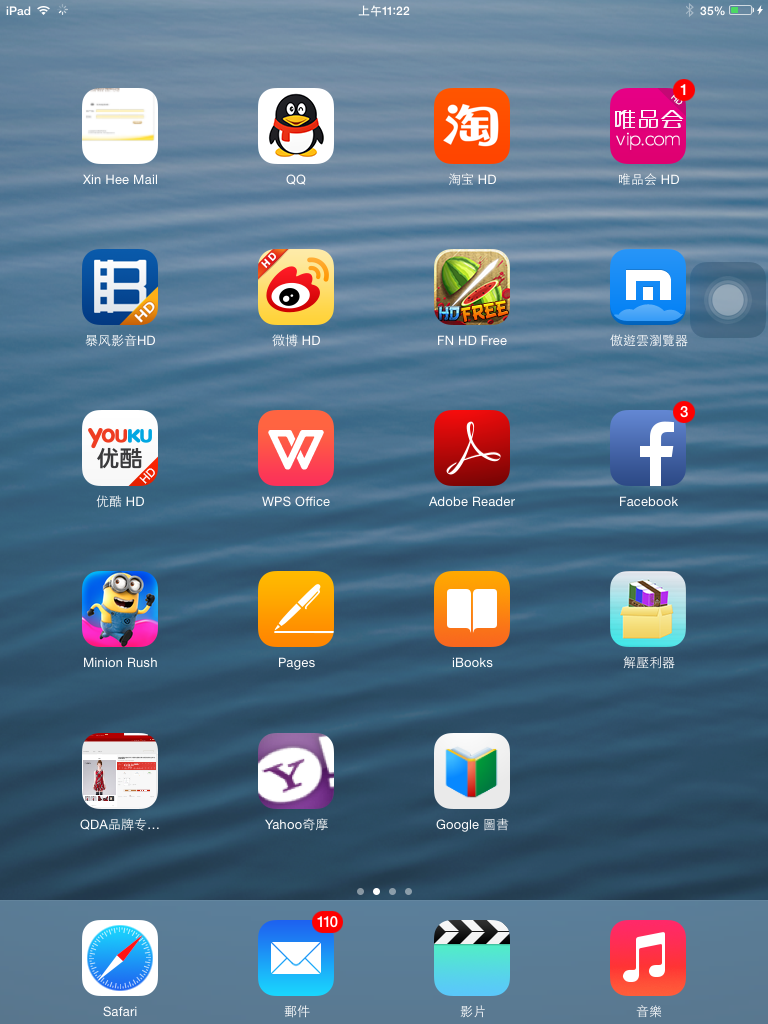 iPad 上午11:22 35%
1
HD
唯品会
vip.com
淘
Xin Hee Mail QQ 淘宝 HD 唯品会 HD
HD HD HD FREE
暴风影音HD 微博 HD FN HD Free 傲遊雲瀏覽器
3
YOUKU
优酷
HD
优酷 HD WPS Office Adobe Reader Facebook
Minion Rush Pages iBooks 解壓利器
Y!
QDA品牌专... Yahoo奇摩 Google 圖書
110
Safari 郵件 影片 音樂